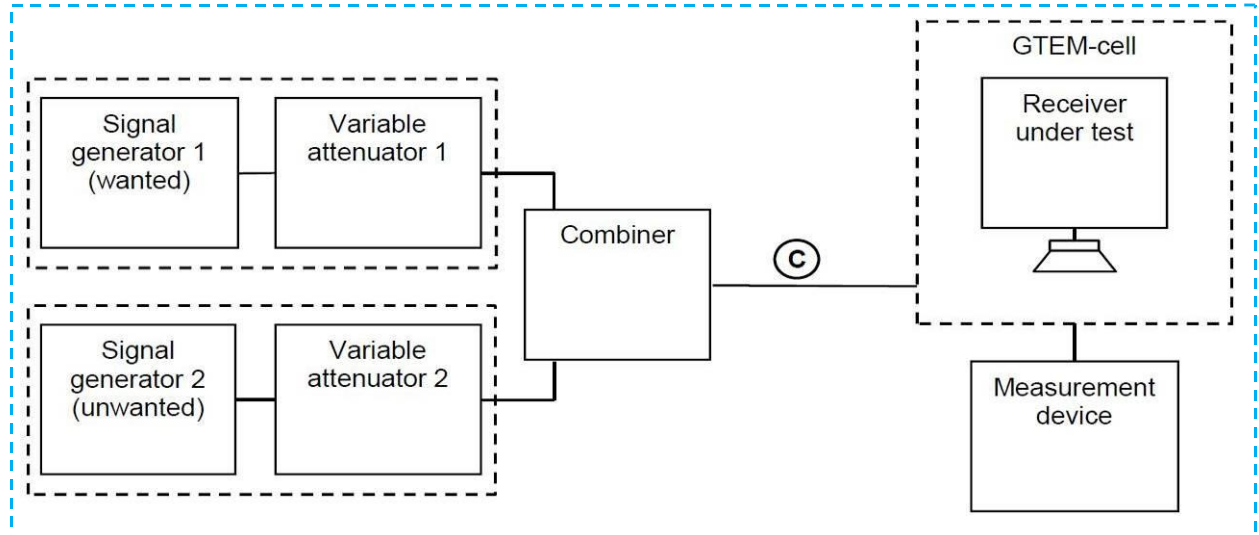 GTEM-cell
Signal
generator 1
(wanted)
Variable
attenuator 1
Combiner
C
Receiver
under test
Signal
generator 2
(unwanted)
Variable
attenuator 2
Measurement
device